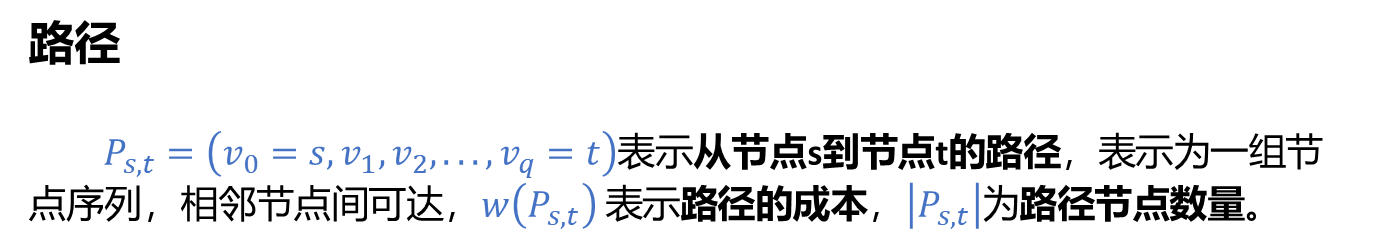 路径
P_{s,t} = (v_0 = s, v_1, v_2, ..., v_q = t)表示从节点s到节点t的路径，表示为一组节
点序列，相邻节点间可达，w(P_{s,t}) 表示路径的成本，|P_{s,t}|为路径节点数量。